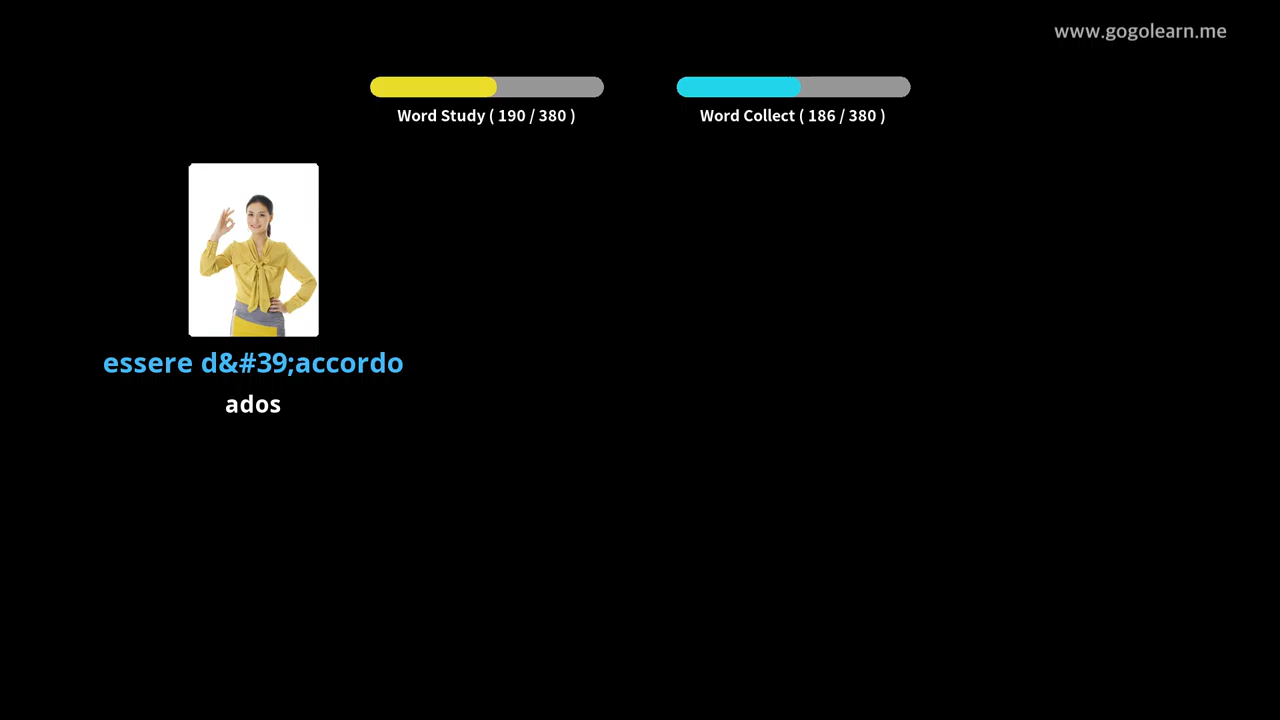 www.gogolearn.me
Word Study ( 190 / 380 )
Word Collect ( 186 / 380 )
essere d&#39;accordo
ados